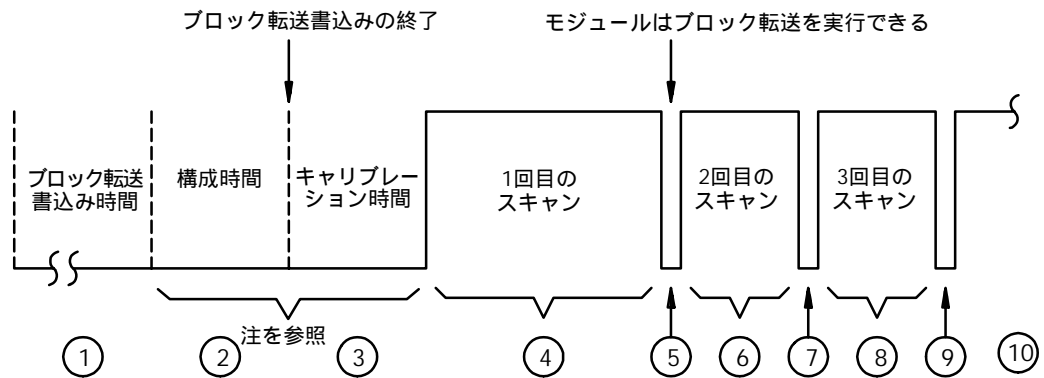 ブロック転送書込みの終了
モジュールはブロック転送を実行できる
ブロック転送
書込み時間
構成時間
キャリブレー
ション時間
1回目の
スキャン
2回目の
スキャン
3回目の
スキャン
注を参照
1 2 3 4 5 6 7 8 9 10